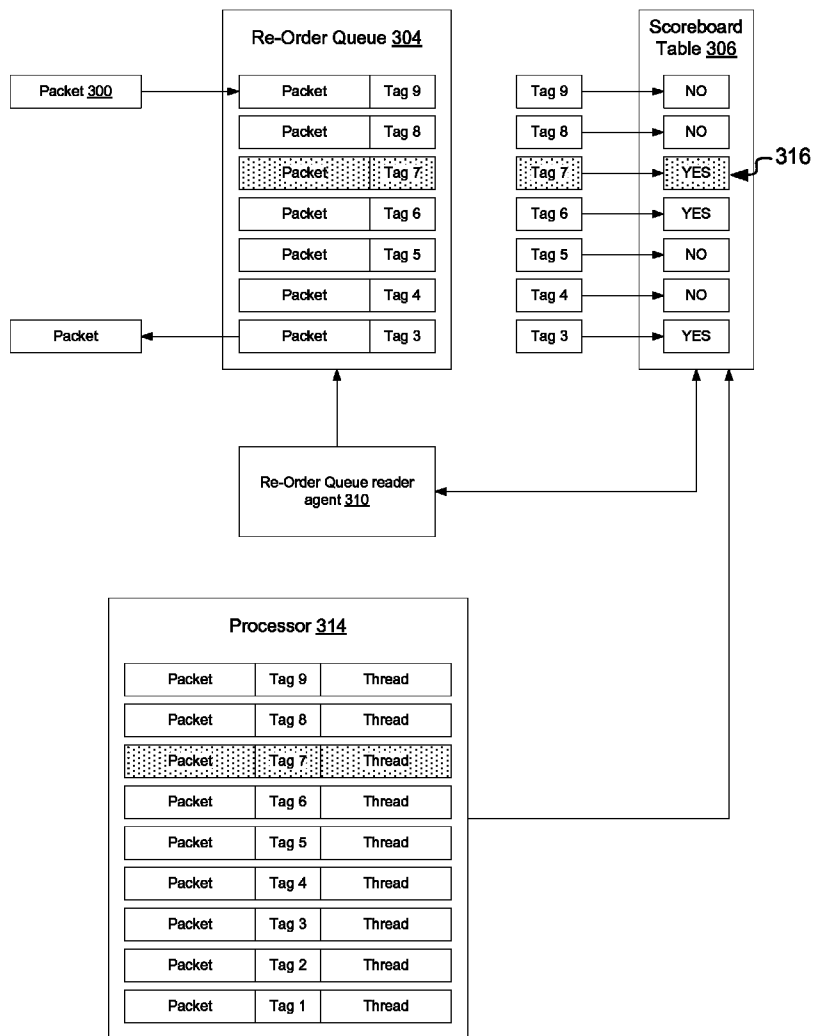 Re-Order Queue 304
Scoreboard
Table 306
Packet 300
Packet Tag 9
Tag 9
NO
Packet Tag 8
Tag 8
NO
Packet Tag 7
Tag 7
YES
316
Packet Tag 6
Tag 6
YES
Packet Tag 5
Tag 5
NO
Packet Tag 4
Tag 4
NO
Packet
Packet Tag 3
Tag 3
YES
Re-Order Queue reader
agent 310
Processor 314
Packet Tag 9 Thread
Packet Tag 8 Thread
Packet Tag 7 Thread
Packet Tag 6 Thread
Packet Tag 5 Thread
Packet Tag 4 Thread
Packet Tag 3 Thread
Packet Tag 2 Thread
Packet Tag 1 Thread